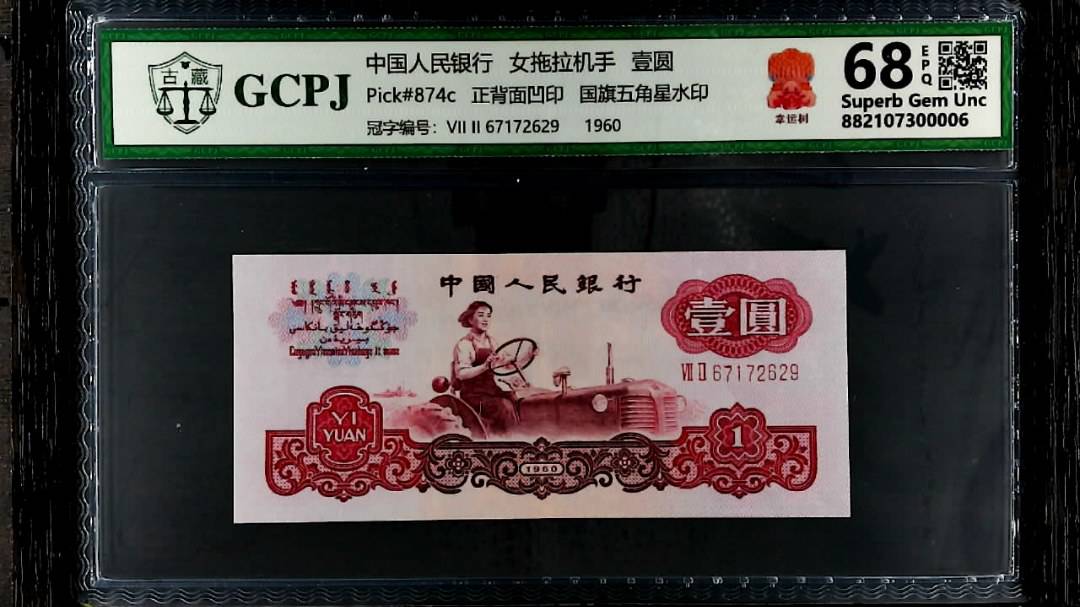 古 藏
GCPJ
中国人民银行 女拖拉机手 壹圆
Pick#874c 正背面凹印 国旗五角星水印
冠字编号: VII II 67172629 1960
幸运树
68 EPQ
Superb Gem Unc
882107300006
中國人民銀行
壹圓
VII II 67172629
YI
YUAN
1
1960